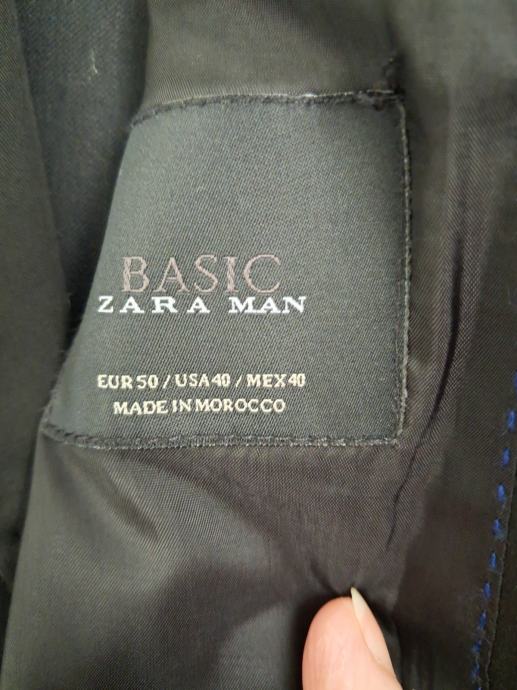 BASIC
ZARA MAN
EUR 50 / USA 40 / MEX 40
MADE IN MOROCCO